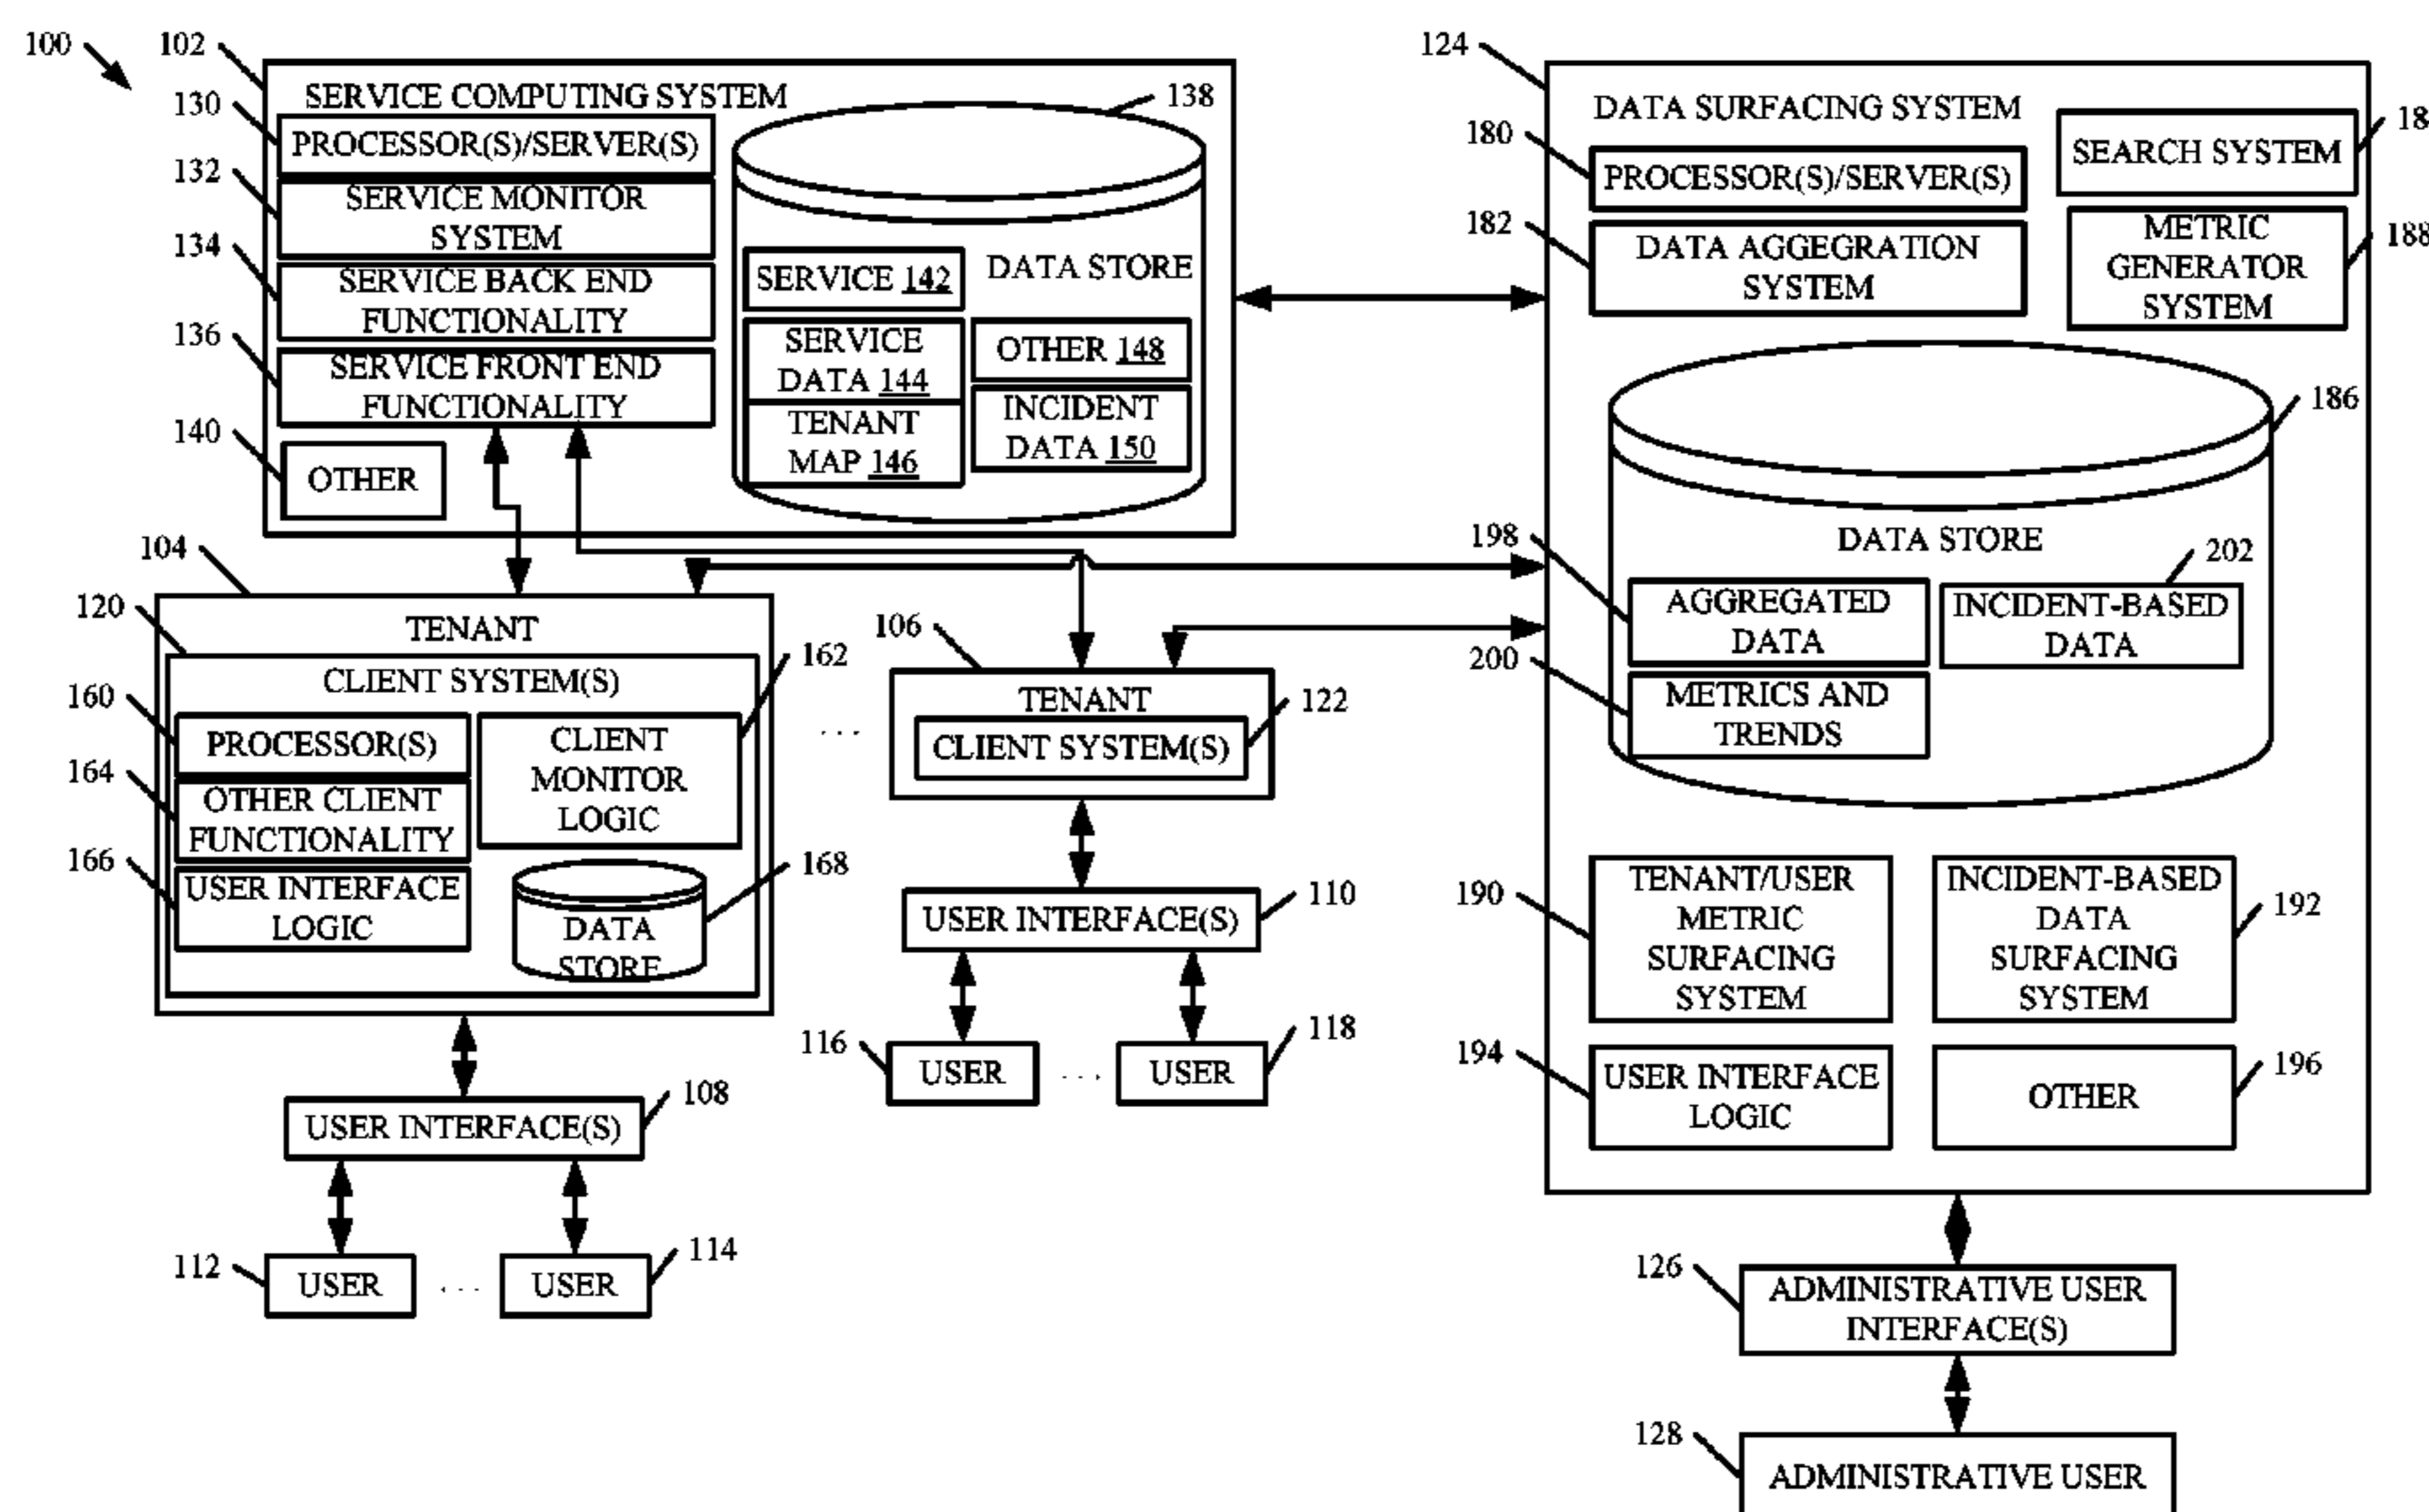 100
102
SERVICE COMPUTING SYSTEM
130
PROCESSOR(S)/SERVER(S)
132
SERVICE MONITOR
SYSTEM
134
SERVICE BACK END
FUNCTIONALITY
136
SERVICE FRONT END
FUNCTIONALITY
140
OTHER
138
DATA STORE
SERVICE 142
SERVICE
DATA 144
TENANT
MAP 146
OTHER 148
INCIDENT
DATA 150
104
TENANT
120
CLIENT SYSTEM(S)
160
PROCESSOR(S)
162
CLIENT
MONITOR
LOGIC
164
OTHER CLIENT
FUNCTIONALITY
166
USER INTERFACE
LOGIC
168
DATA
STORE
108
USER INTERFACE(S)
112
USER
. . .
USER
114
. . .
106
TENANT
122
CLIENT SYSTEM(S)
110
USER INTERFACE(S)
116
USER
. . .
USER
118
124
DATA SURFACING SYSTEM
180
PROCESSOR(S)/SERVER(S)
182
DATA AGGEGRATION
SYSTEM
18
SEARCH SYSTEM
188
METRIC
GENERATOR
SYSTEM
186
DATA STORE
198
AGGREGATED
DATA
202
INCIDENT-BASED
DATA
200
METRICS AND
TRENDS
190
TENANT/USER
METRIC
SURFACING
SYSTEM
192
INCIDENT-BASED
DATA
SURFACING
SYSTEM
194
USER INTERFACE
LOGIC
196
OTHER
126
ADMINISTRATIVE USER
INTERFACE(S)
128
ADMINISTRATIVE USER